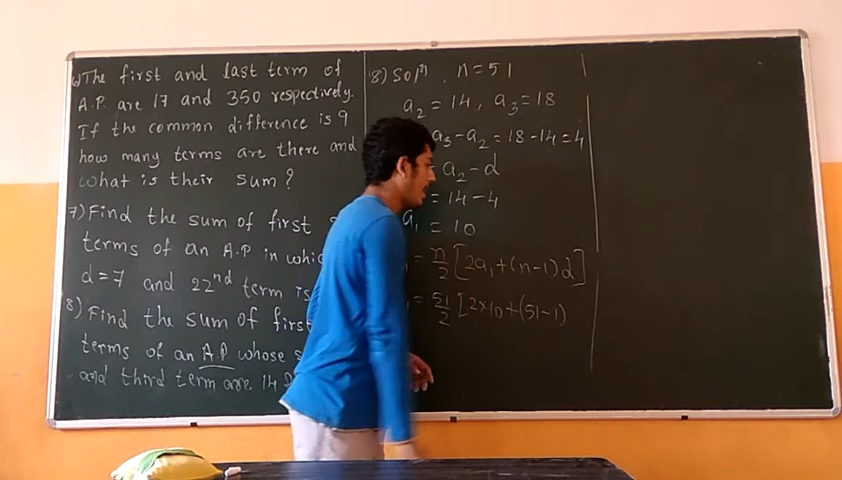 6) The first and last term of
A.P. are 17 and 350 respectively.
If the common difference is 9
how many terms are there and
what is their sum?
7) Find the sum of first
terms of an A.P in which
d=7 and 22nd term is
8) Find the sum of first
terms of an A.P whose
and third term are 14
8) Solⁿ, n=51
a₂ = 14, a₃ = 18
a₃ - a₂ = 18 - 14 = 4
a₂ - d
= 14 - 4
a₁ = 10
= n/2 [2a₁ + (n-1) d]
= 51/2 [2×10 + (51-1)